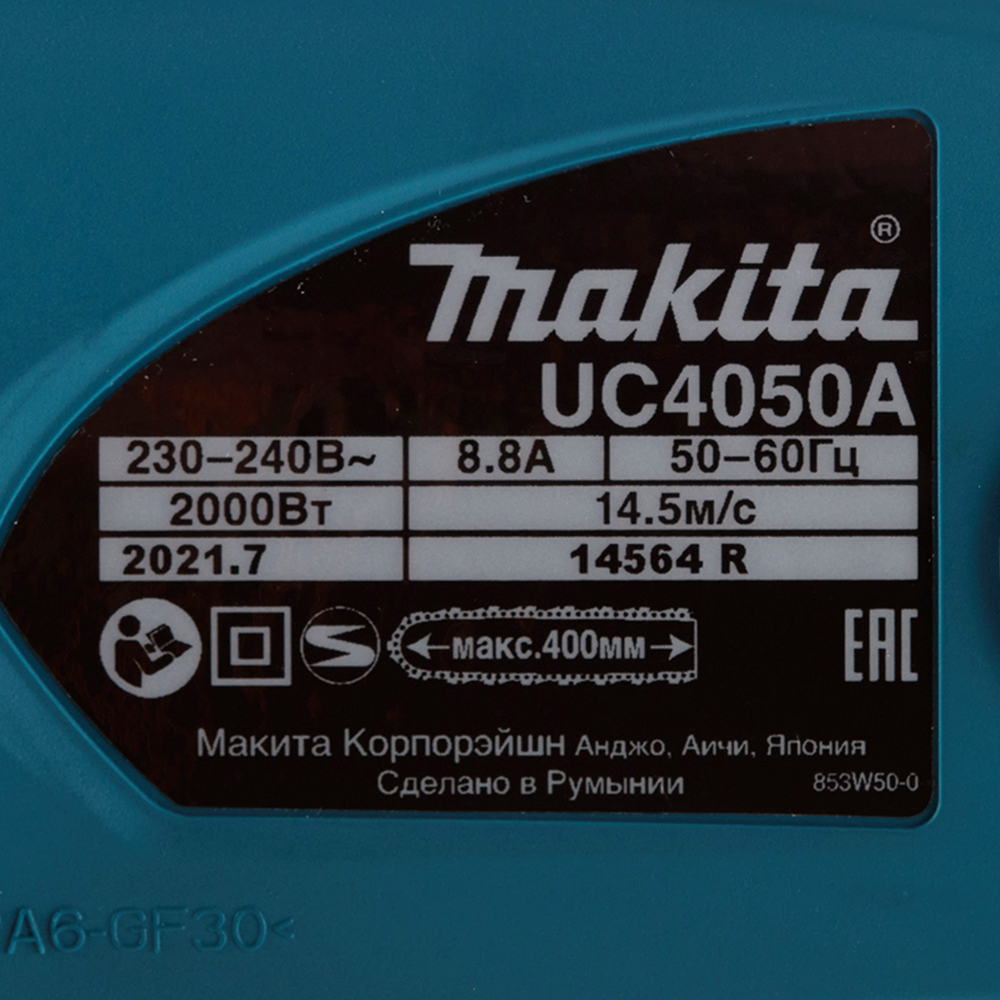 ®
makita
UC4050A
230–240В~ 8.8А 50–60Гц
2000Вт 14.5м/с
2021.7 14564 R
макс.400мм
EAC
Макита Корпорэйшн Анджо, Аичи, Япония
Сделано в Румынии 853W50-0
A6-GF30<